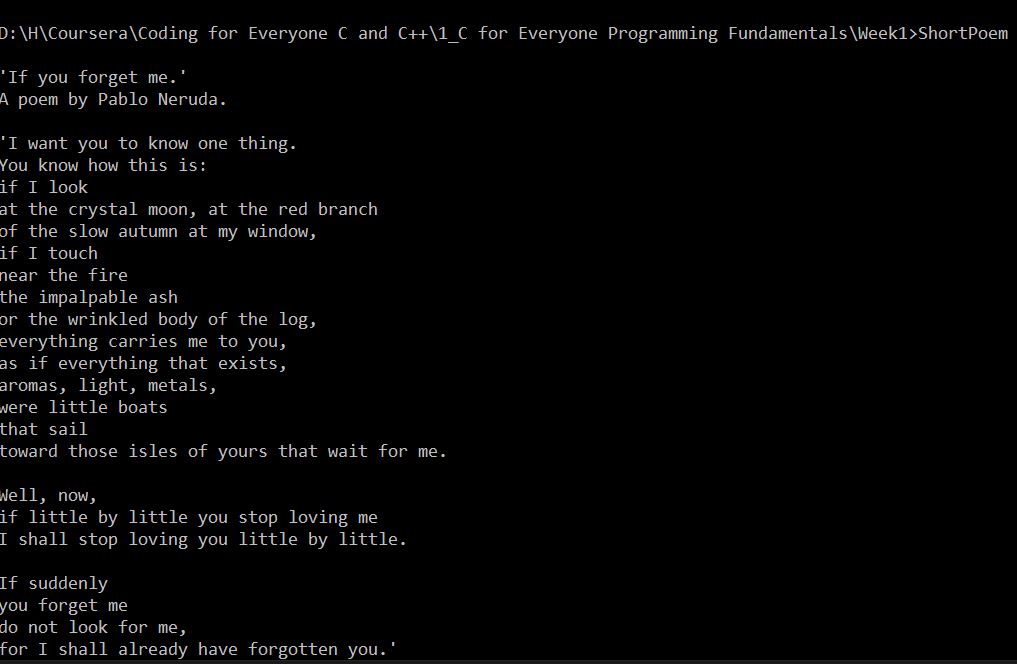 D:\H\Coursera\Coding for Everyone C and C++\1_C for Everyone Programming Fundamentals\Week1>ShortPoem
'If you forget me.'
A poem by Pablo Neruda.
'I want you to know one thing.
You know how this is:
if I look
at the crystal moon, at the red branch
of the slow autumn at my window,
if I touch
near the fire
the impalpable ash
or the wrinkled body of the log,
everything carries me to you,
as if everything that exists,
aromas, light, metals,
were little boats
that sail
toward those isles of yours that wait for me.
Well, now,
if little by little you stop loving me
I shall stop loving you little by little.
If suddenly
you forget me
do not look for me,
for I shall already have forgotten you.'